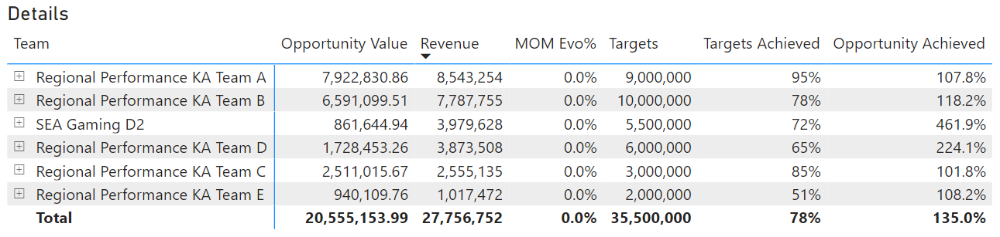 Details
Team Opportunity Value Revenue MOM Evo% Targets Targets Achieved Opportunity Achieved
Regional Performance KA Team A 7,922,830.86 8,543,254 0.0% 9,000,000 95% 107.8%
Regional Performance KA Team B 6,591,099.51 7,787,755 0.0% 10,000,000 78% 118.2%
SEA Gaming D2 861,644.94 3,979,628 0.0% 5,500,000 72% 461.9%
Regional Performance KA Team D 1,728,453.26 3,873,508 0.0% 6,000,000 65% 224.1%
Regional Performance KA Team C 2,511,015.67 2,555,135 0.0% 3,000,000 85% 101.8%
Regional Performance KA Team E 940,109.76 1,017,472 0.0% 2,000,000 51% 108.2%
Total 20,555,153.99 27,756,752 0.0% 35,500,000 78% 135.0%